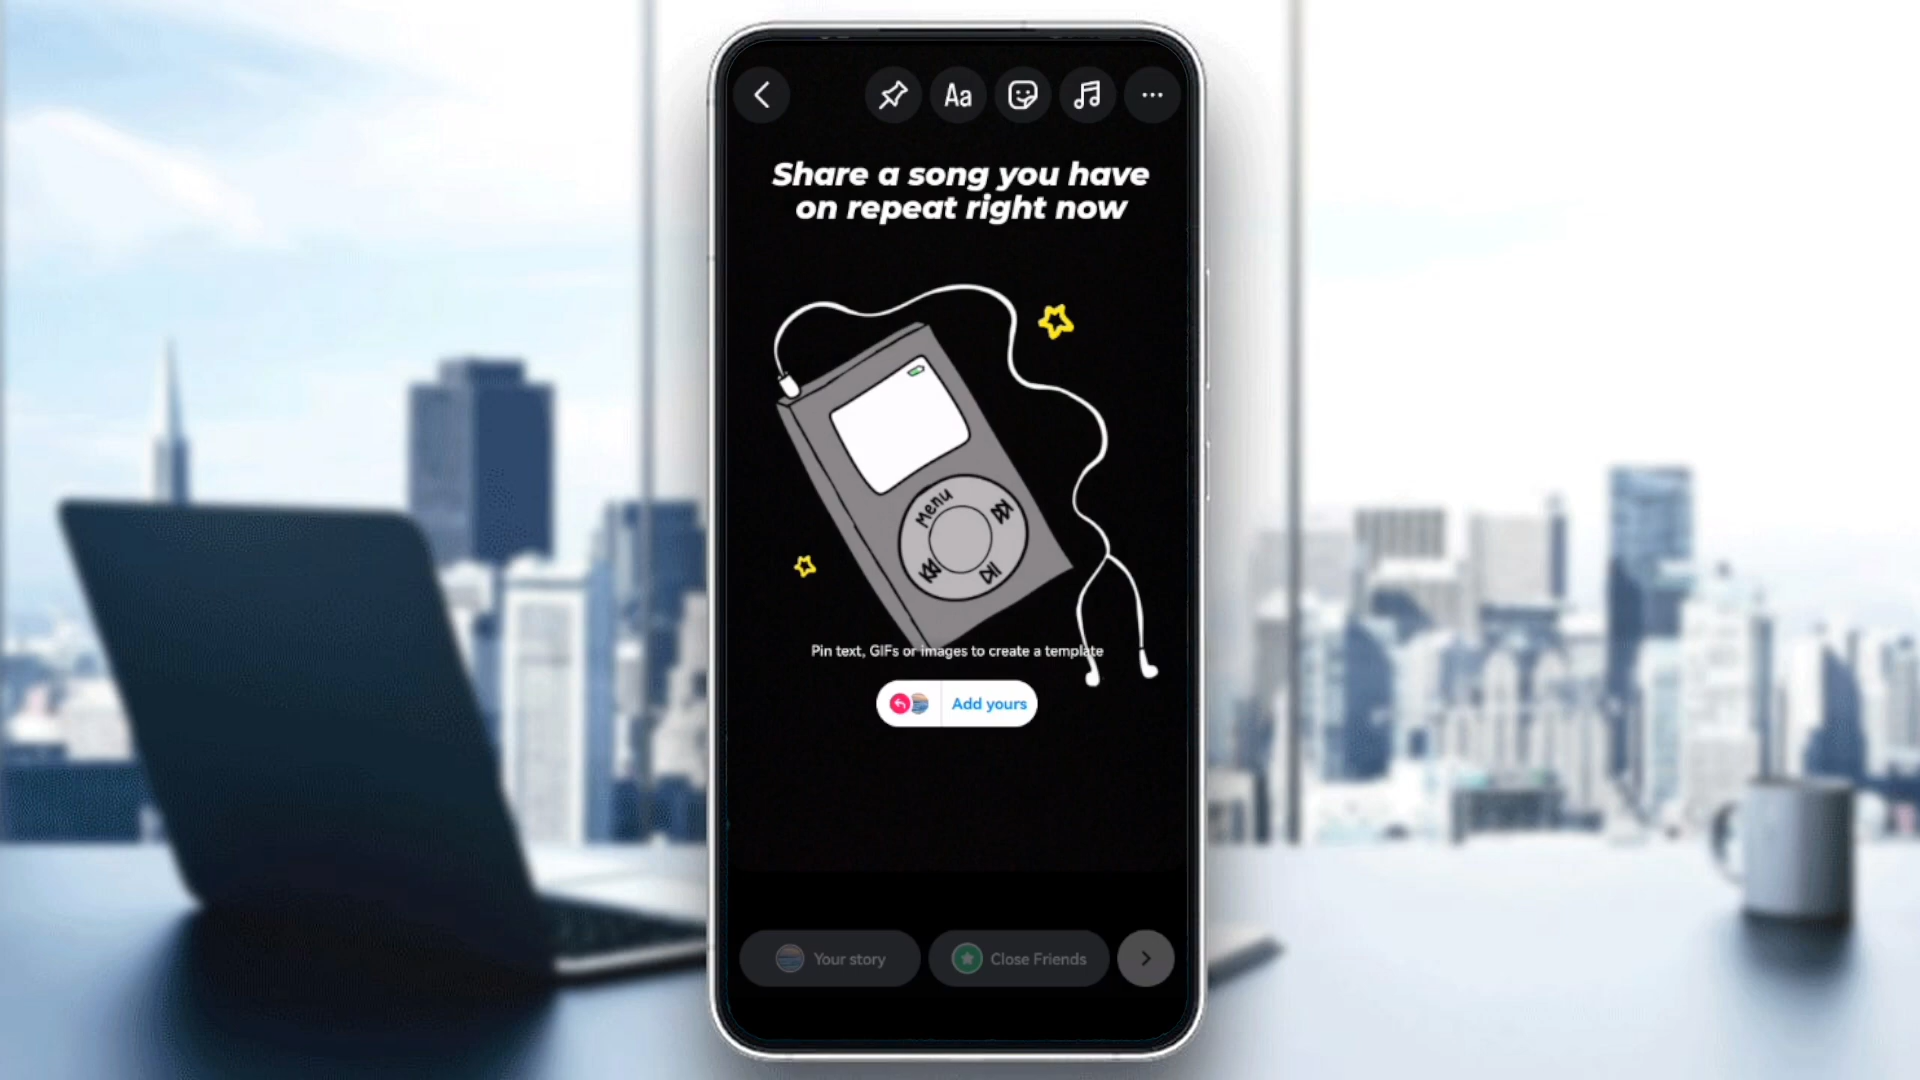 Aa
Share a song you have
on repeat right now
Menu
Pin text, GIFs or images to create a template
Add yours
Your story
Close Friends